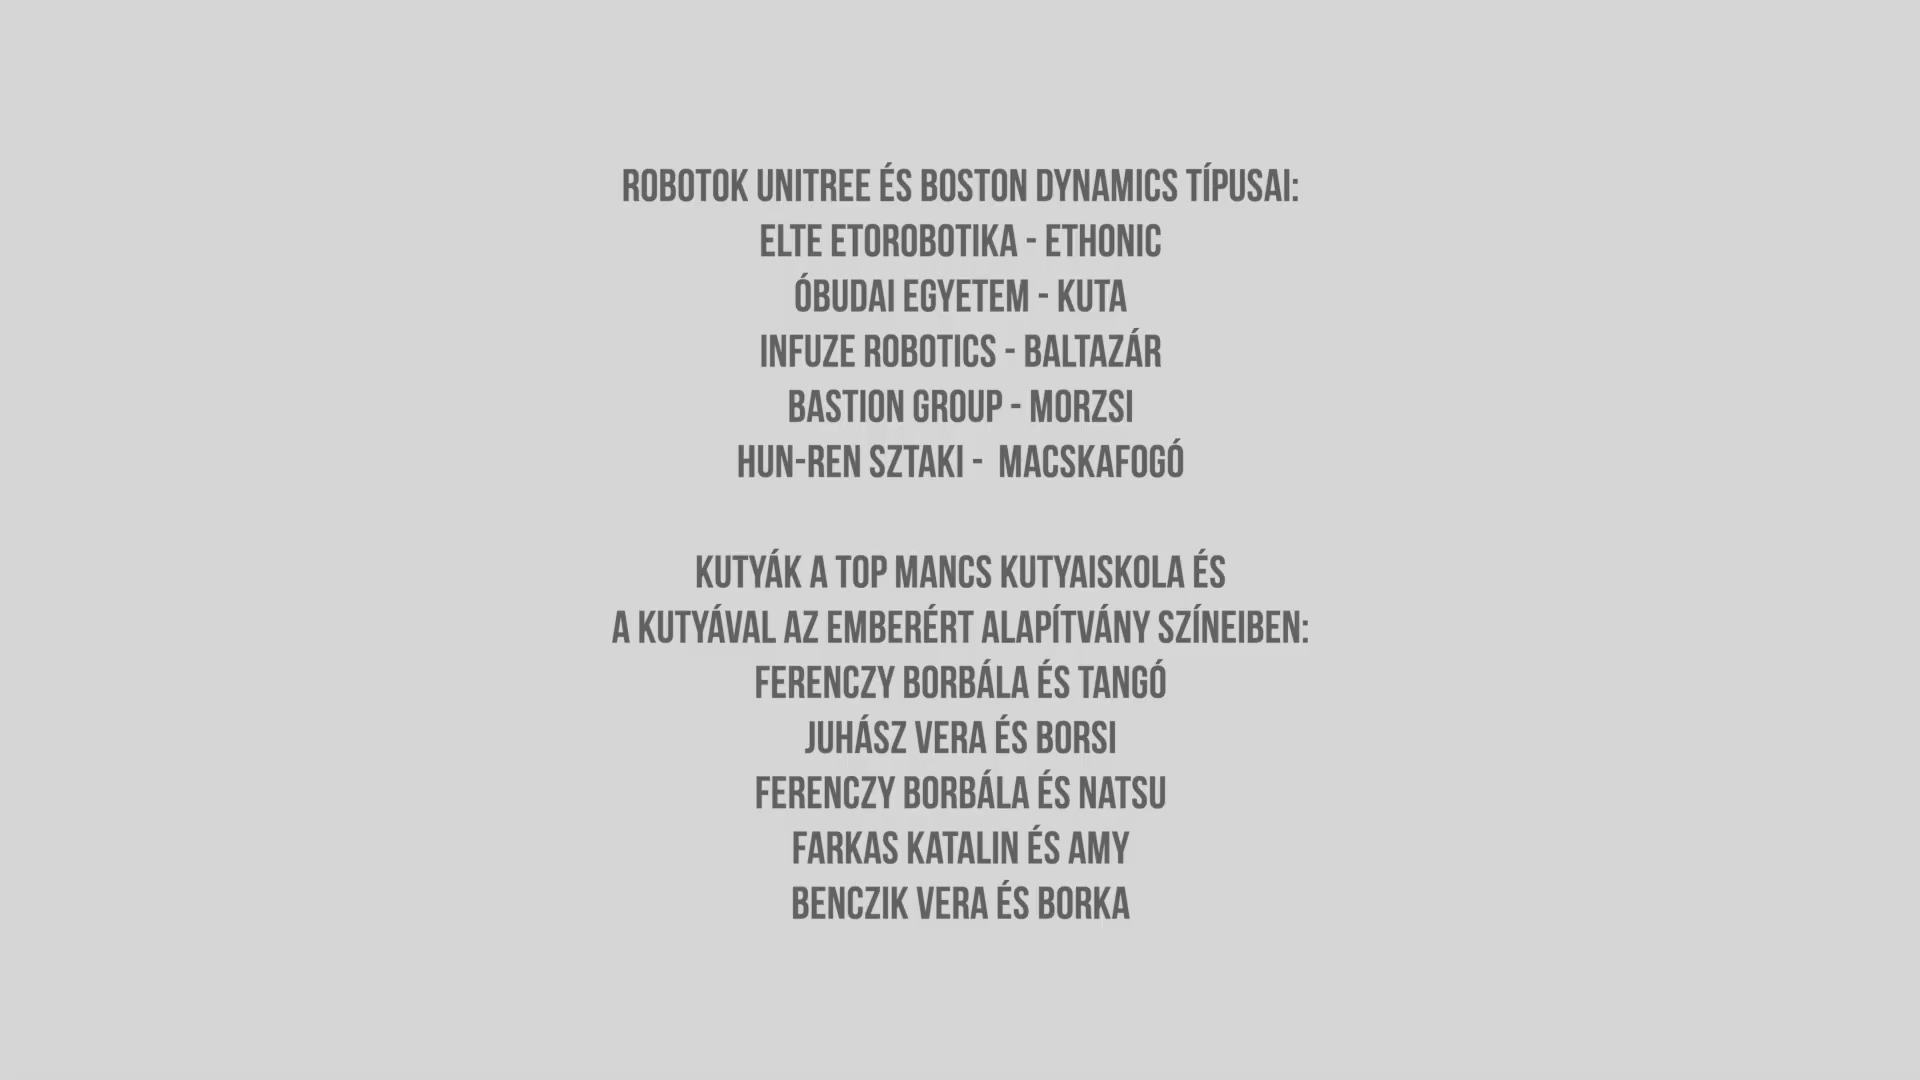 ROBOTOK UNITREE ÉS BOSTON DYNAMICS TÍPUSAI:
ELTE ETOROBOTIKA - ETHONIC
ÓBUDAI EGYETEM - KUTA
INFUZE ROBOTICS - BALTAZÁR
BASTION GROUP - MORZSI
HUN-REN SZTAKI - MACSKAFOGÓ
KUTYÁK A TOP MANCS KUTYAISKOLA ÉS
A KUTYÁVAL AZ EMBERÉRT ALAPÍTVÁNY SZÍNEIBEN:
FERENCZY BORBÁLA ÉS TANGÓ
JUHÁSZ VERA ÉS BORSI
FERENCZY BORBÁLA ÉS NATSU
FARKAS KATALIN ÉS AMY
BENCZIK VERA ÉS BORKA